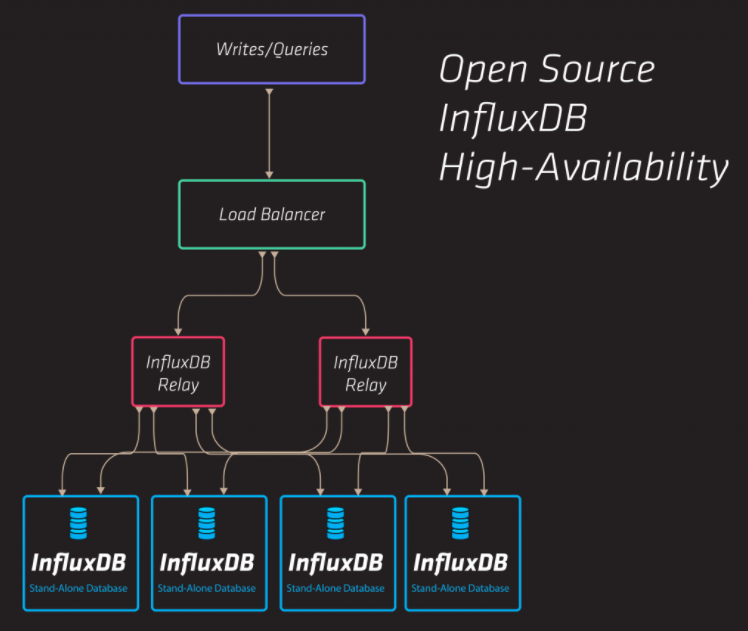 Writes/Queries
Open Source
InfluxDB
High-Availability
Load Balancer
InfluxDB
Relay
InfluxDB
Relay
InfluxDB
Stand-Alone Database
InfluxDB
Stand-Alone Database
InfluxDB
Stand-Alone Database
InfluxDB
Stand-Alone Database